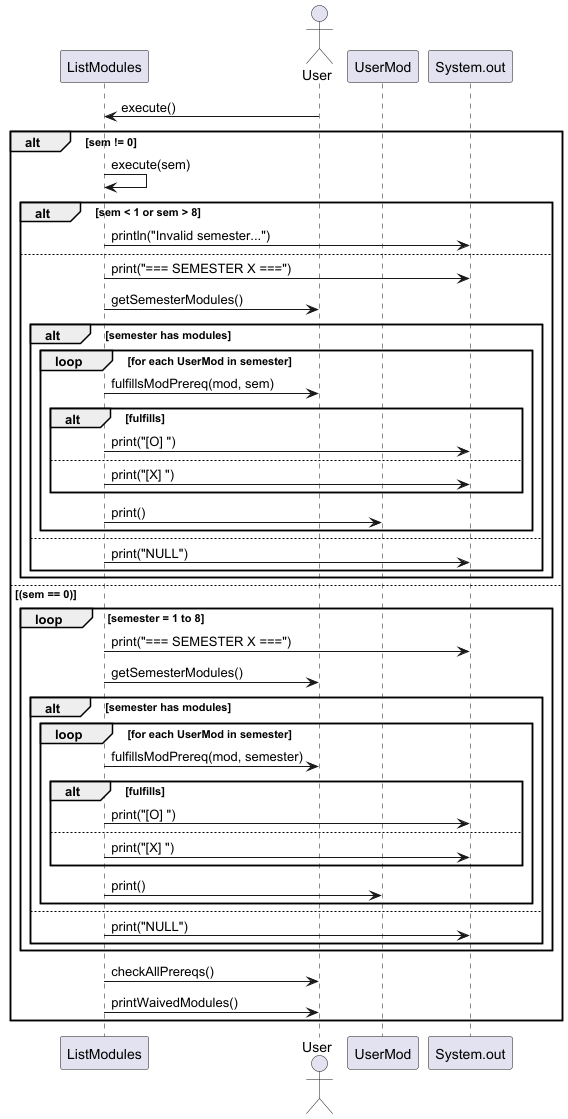 User
ListModules
UserMod
System.out
execute()
alt [sem != 0]
execute(sem)
alt [sem < 1 or sem > 8]
println("Invalid semester...")
print("=== SEMESTER X ===")
getSemesterModules()
alt [semester has modules]
loop [for each UserMod in semester]
fulfillsModPrereq(mod, sem)
alt [fulfills]
print("[O] ")
print("[X] ")
print()
print("NULL")
[(sem == 0)]
loop [semester = 1 to 8]
print("=== SEMESTER X ===")
getSemesterModules()
alt [semester has modules]
loop [for each UserMod in semester]
fulfillsModPrereq(mod, semester)
alt [fulfills]
print("[O] ")
print("[X] ")
print()
print("NULL")
checkAllPrereqs()
printWaivedModules()
ListModules
User
UserMod
System.out